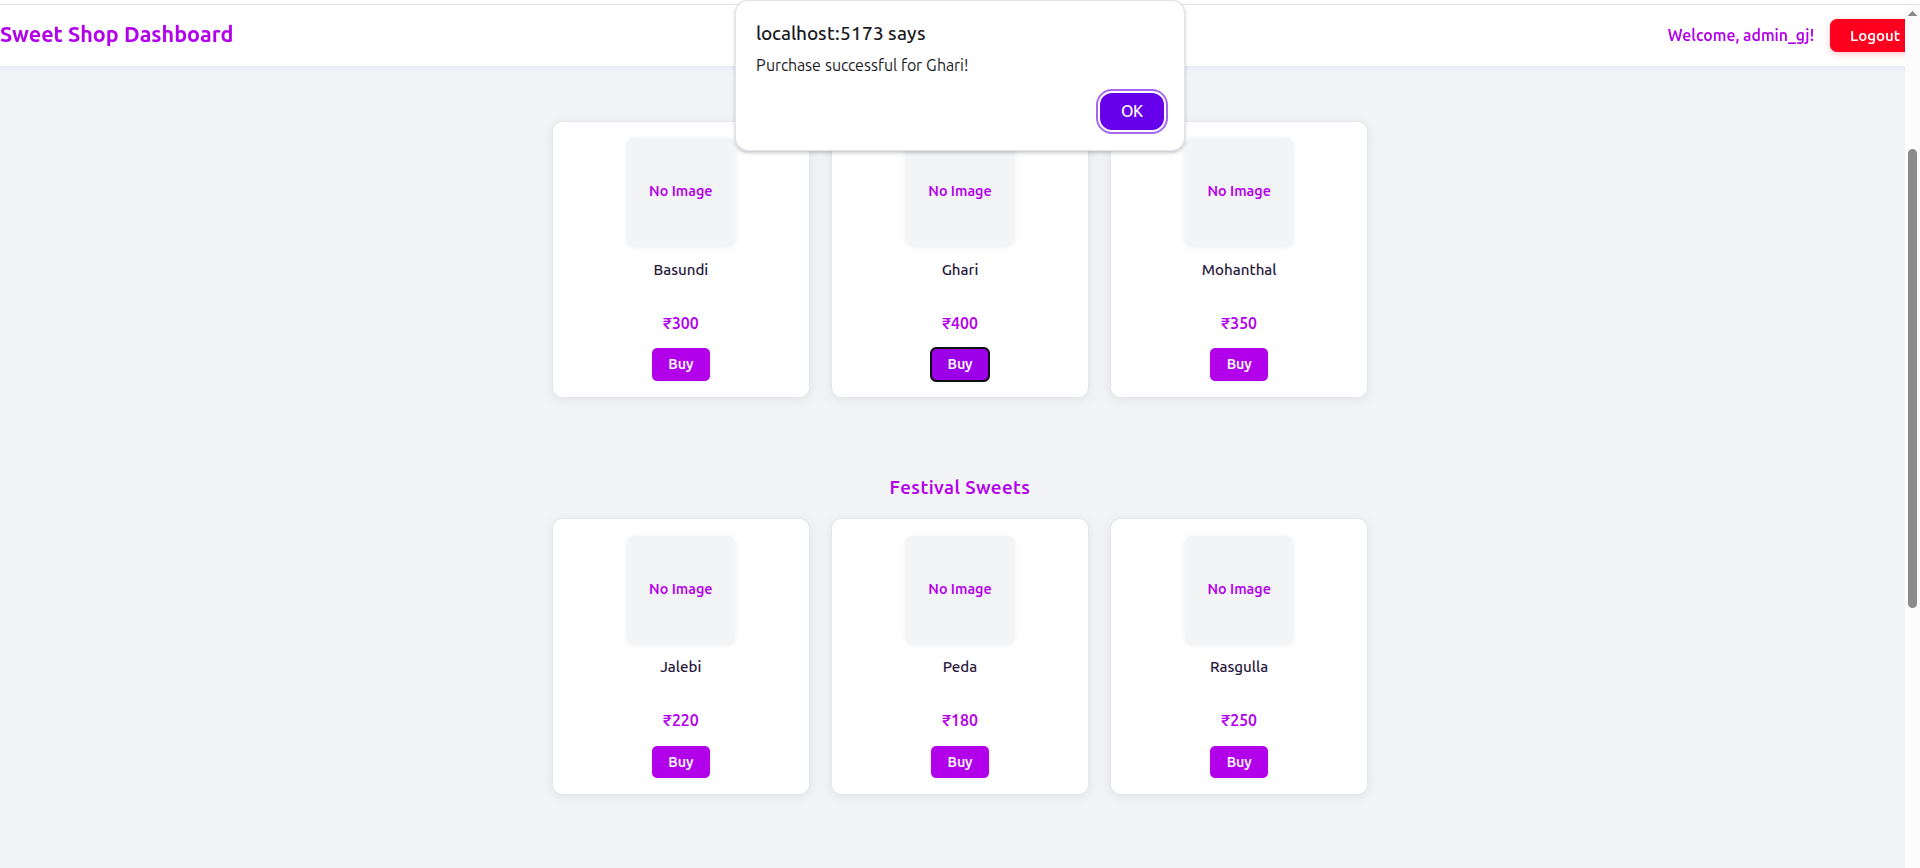 Sweet Shop Dashboard
Welcome, admin_gj!
Logout
localhost:5173 says
Purchase successful for Ghari!
OK
No Image
No Image
No Image
Basundi
Ghari
Mohanthal
₹300
₹400
₹350
Buy
Buy
Buy
Festival Sweets
No Image
No Image
No Image
Jalebi
Peda
Rasgulla
₹220
₹180
₹250
Buy
Buy
Buy